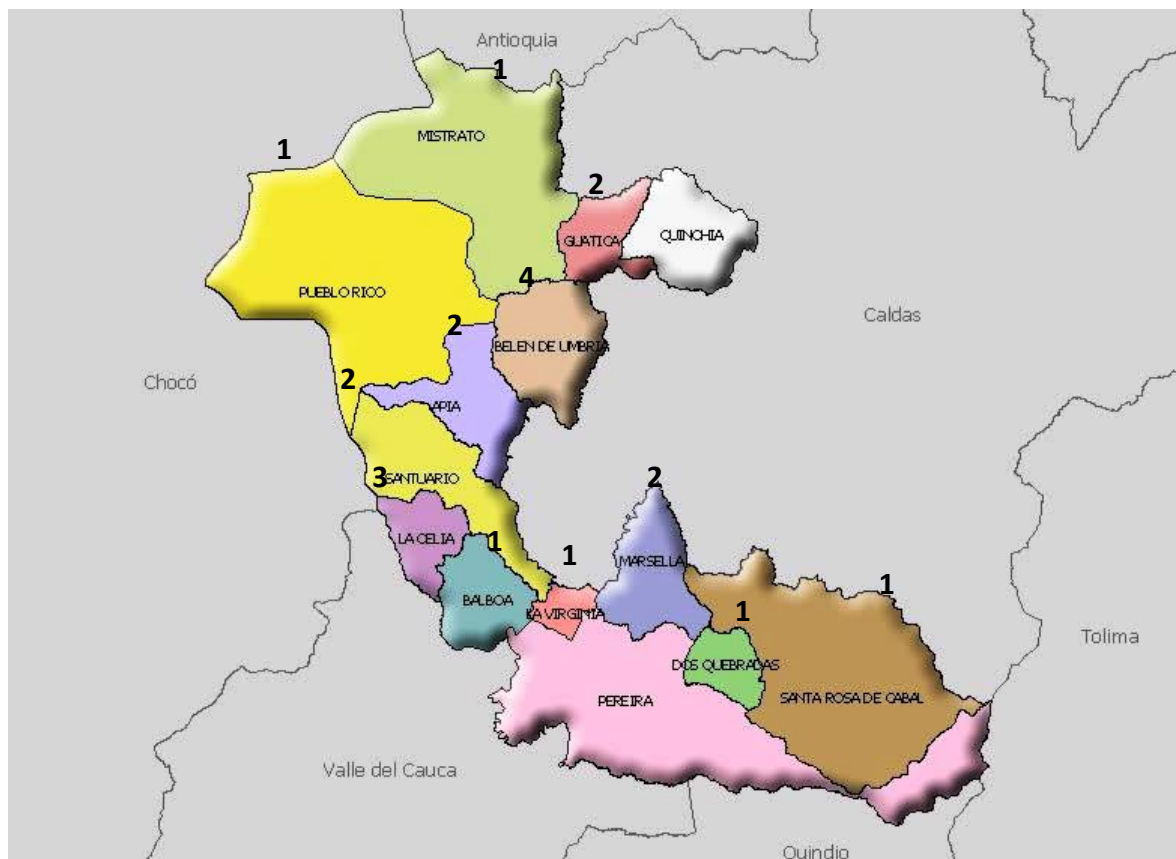 Antioquia
1
MISTRATO
1
2
GUATICA
QUINCHIA
4
PUEBLO RICO
Caldas
2
BELEN DE UMBRIA
Chocó
2
APIA
3
SANTUARIO
2
LA CELIA
1
1
MARSELLA
1
BALBOA
LA VIRGINIA
1
Tolima
DOS QUEBRADAS
PEREIRA
SANTA ROSA DE CABAL
Valle del Cauca
Quindio